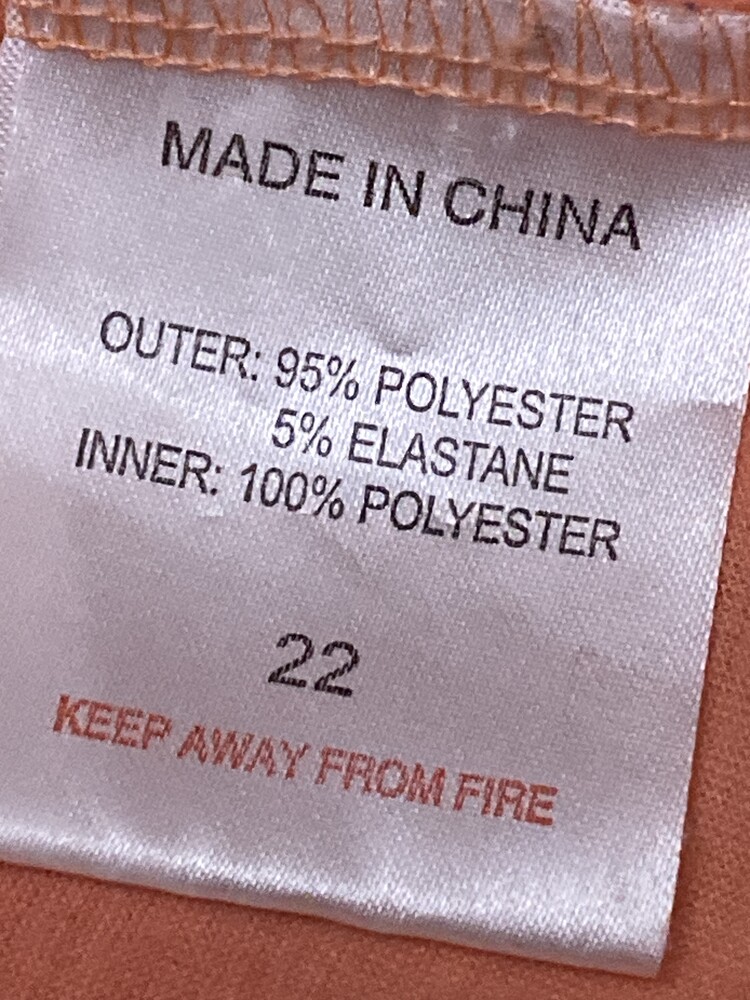 MADE IN CHINA
OUTER: 95% POLYESTER
5% ELASTANE
INNER: 100% POLYESTER
22
KEEP AWAY FROM FIRE